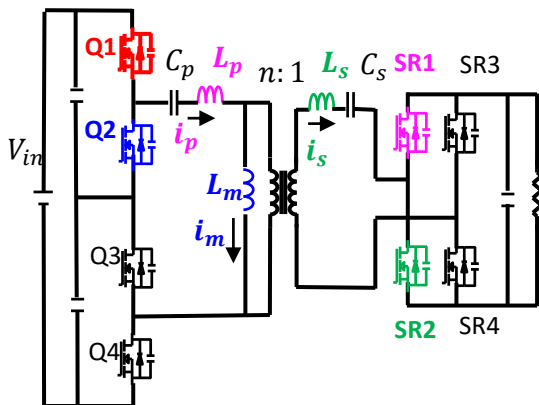 Q1
C_p
L_p
n: 1
L_s
C_s
SR1
SR3
Q2
i_p
i_s
V_in
L_m
i_m
Q3
Q4
SR2
SR4